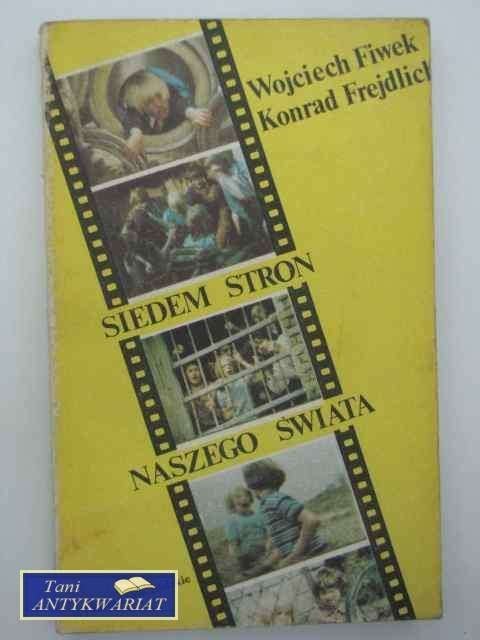 Wojciech Fiwek
Konrad Frejdlich
SIEDEM STRON
NASZEGO ŚWIATA
Tani
ANTYKWARIAT